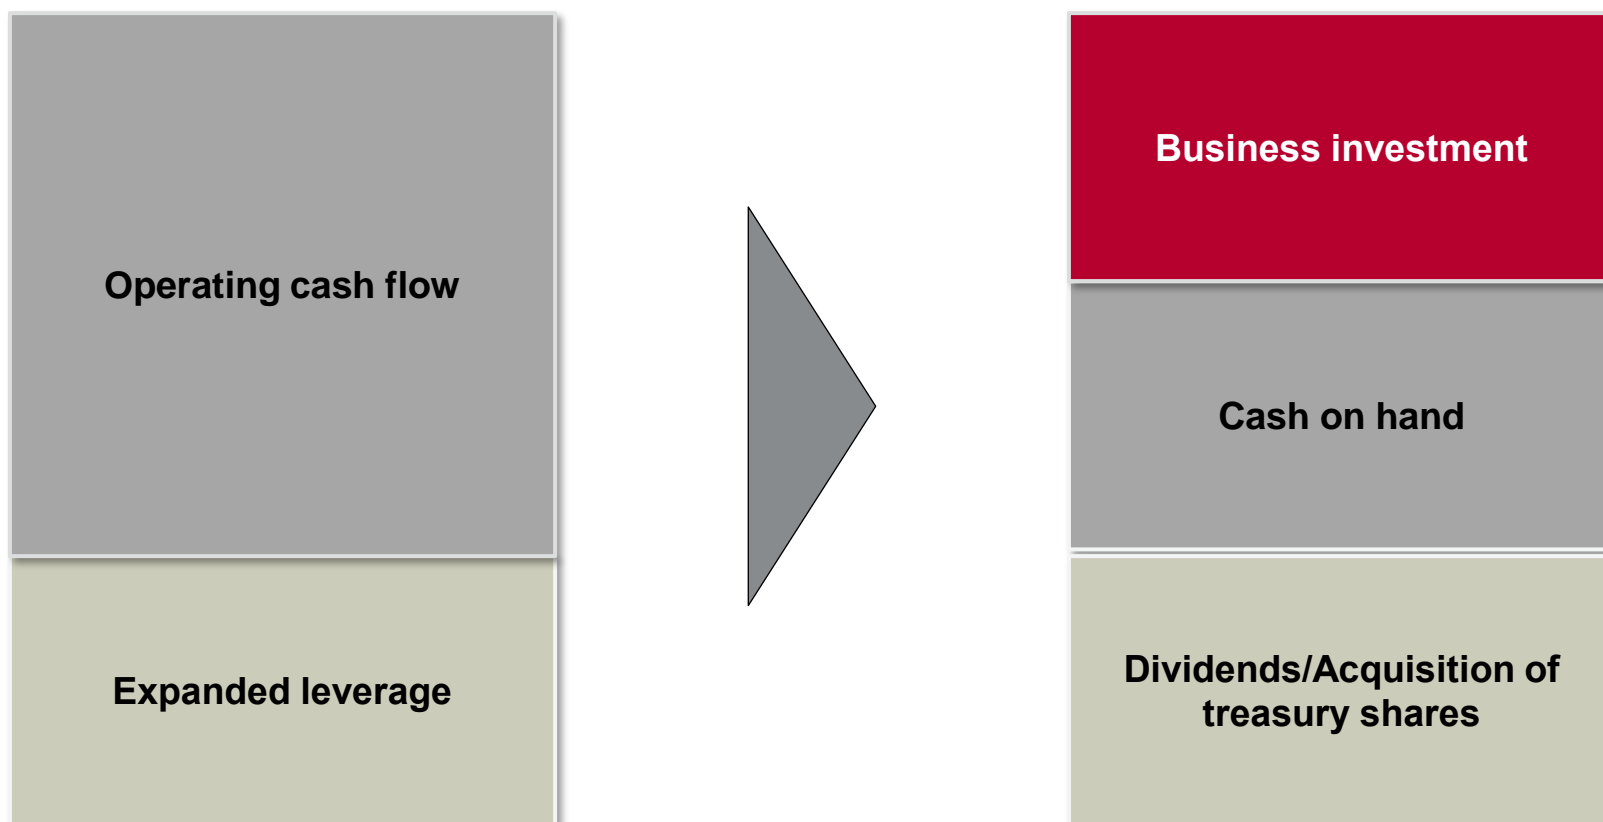 Operating cash flow
Expanded leverage
Business investment
Cash on hand
Dividends/Acquisition of
treasury shares